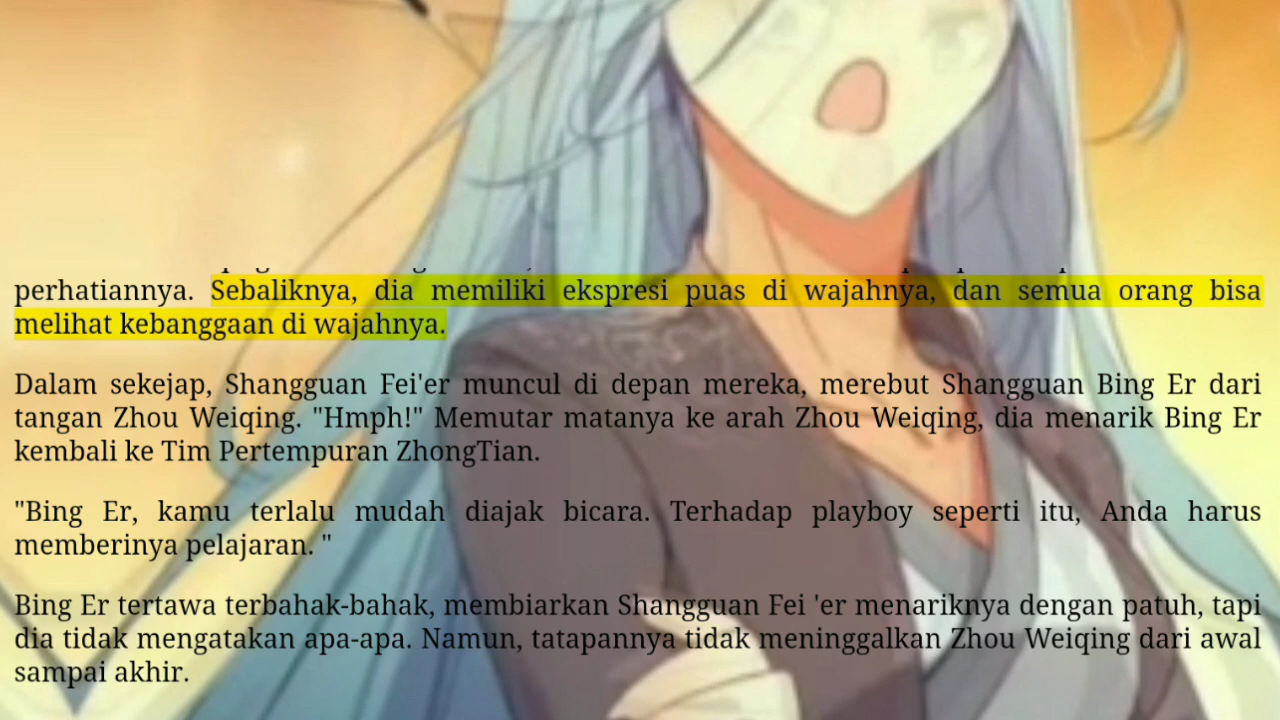 perhatiannya. Sebaliknya, dia memiliki ekspresi puas di wajahnya, dan semua orang bisa
melihat kebanggaan di wajahnya.
Dalam sekejap, Shangguan Fei'er muncul di depan mereka, merebut Shangguan Bing Er dari
tangan Zhou Weiqing. "Hmph!" Memutar matanya ke arah Zhou Weiqing, dia menarik Bing Er
kembali ke Tim Pertempuran ZhongTian.
"Bing Er, kamu terlalu mudah diajak bicara. Terhadap playboy seperti itu, Anda harus
memberinya pelajaran. "
Bing Er tertawa terbahak-bahak, membiarkan Shangguan Fei 'er menariknya dengan patuh, tapi
dia tidak mengatakan apa-apa. Namun, tatapannya tidak meninggalkan Zhou Weiqing dari awal
sampai akhir.